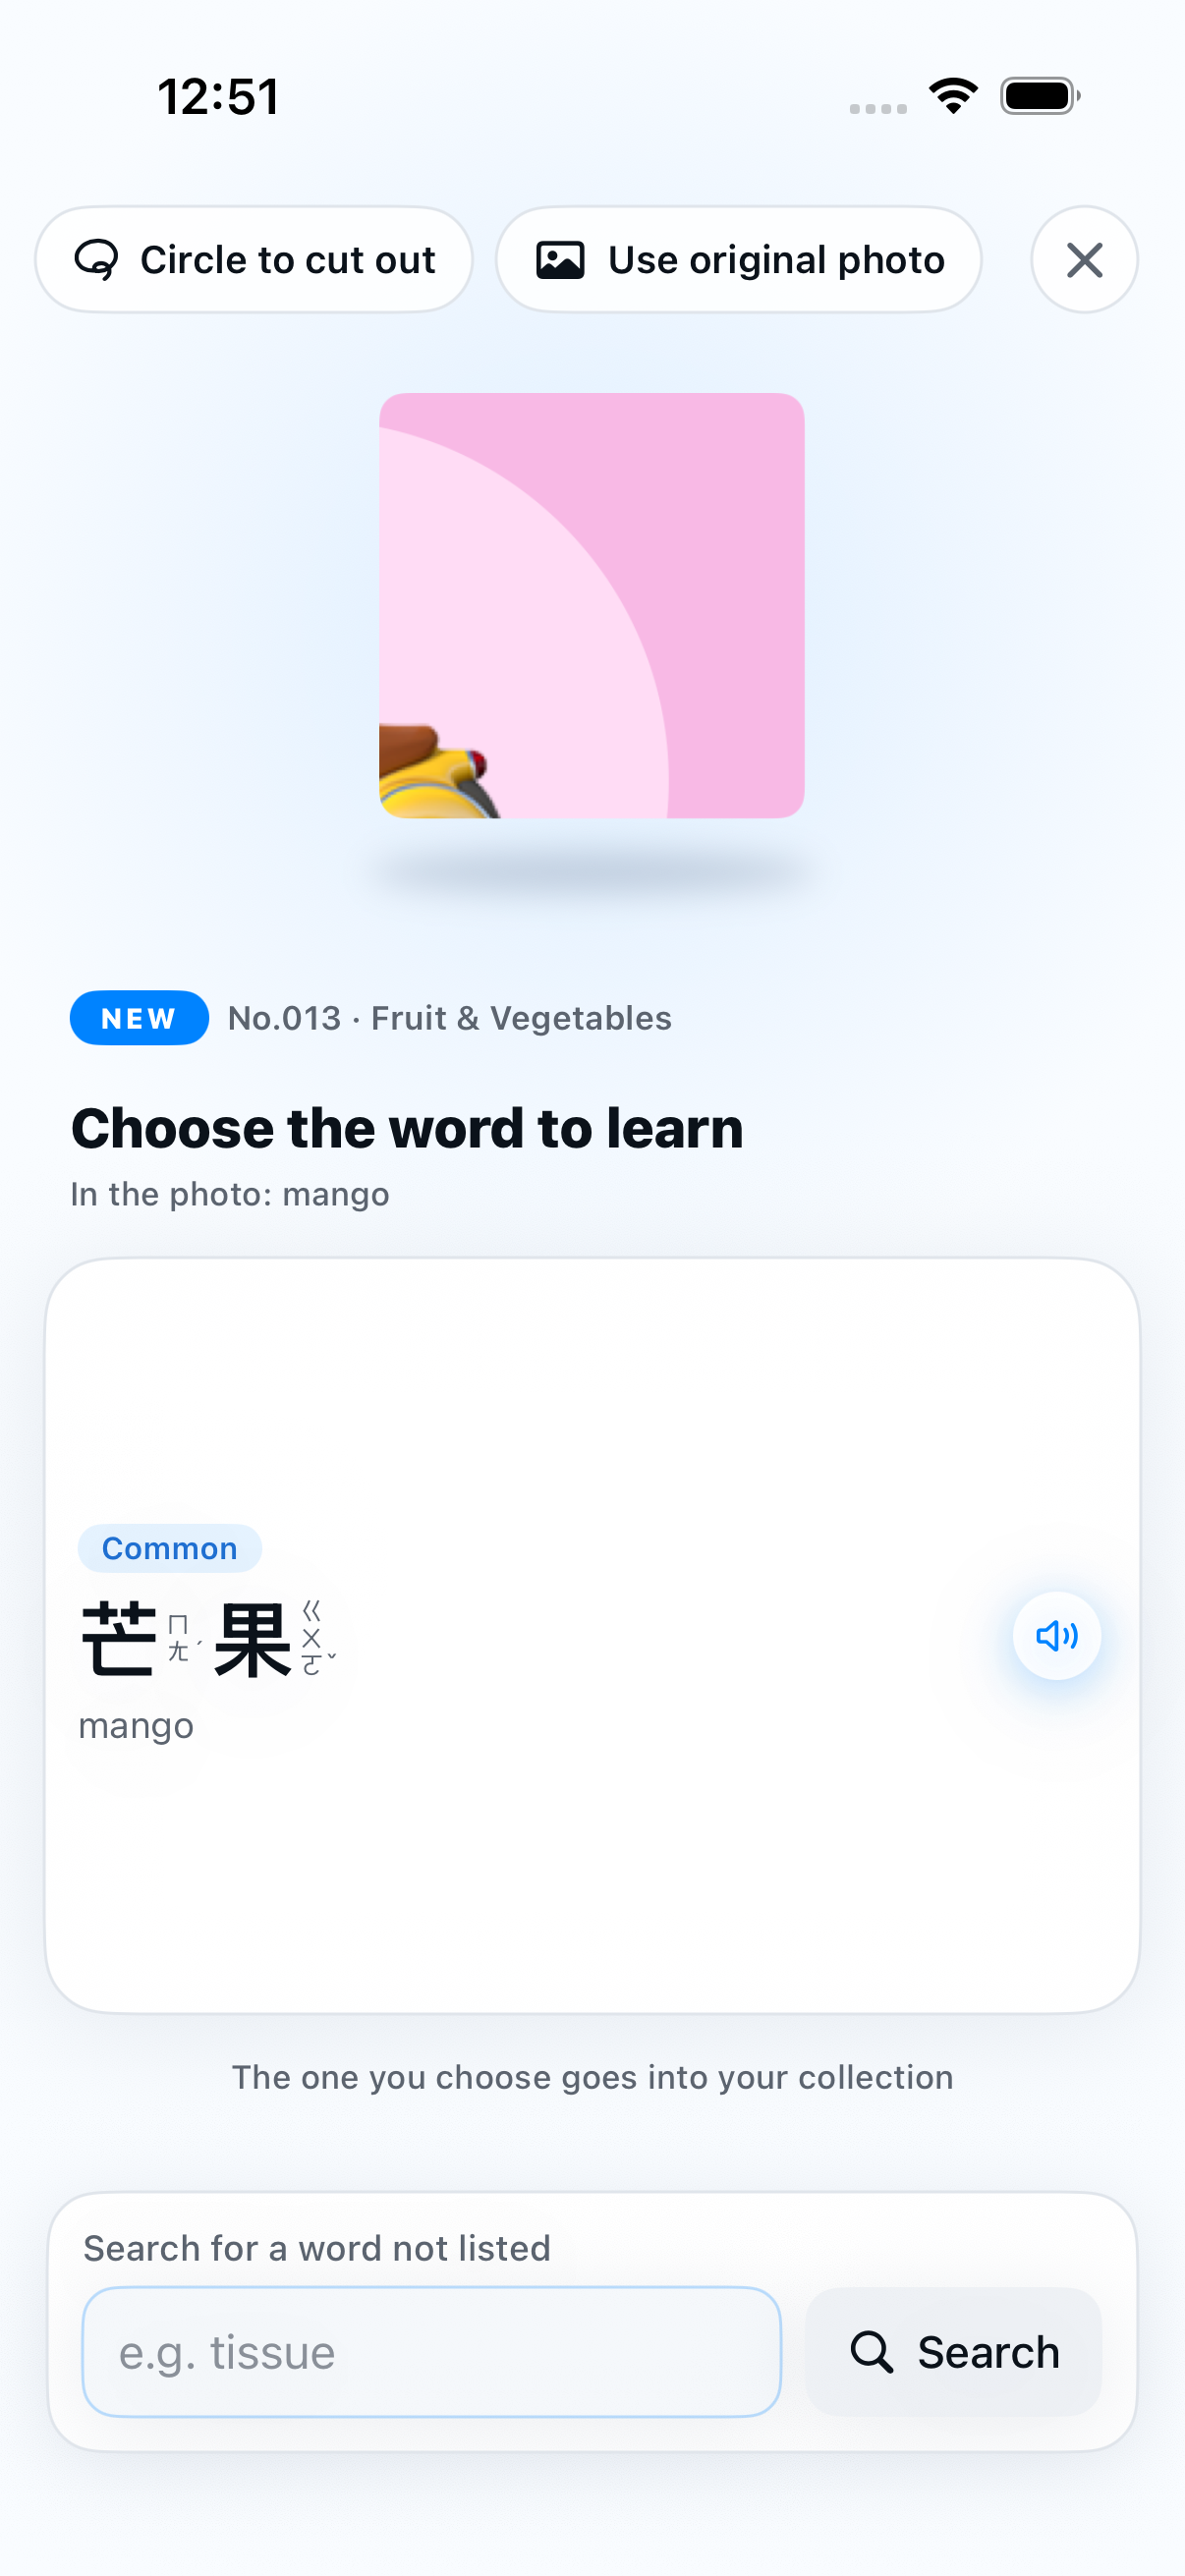 12:51
Circle to cut out
Use original photo
NEW No.013 · Fruit & Vegetables
Choose the word to learn
In the photo: mango
Common
芒ㄇㄤˊ果ㄍㄨㄛˇ
mango
The one you choose goes into your collection
Search for a word not listed
e.g. tissue
Search